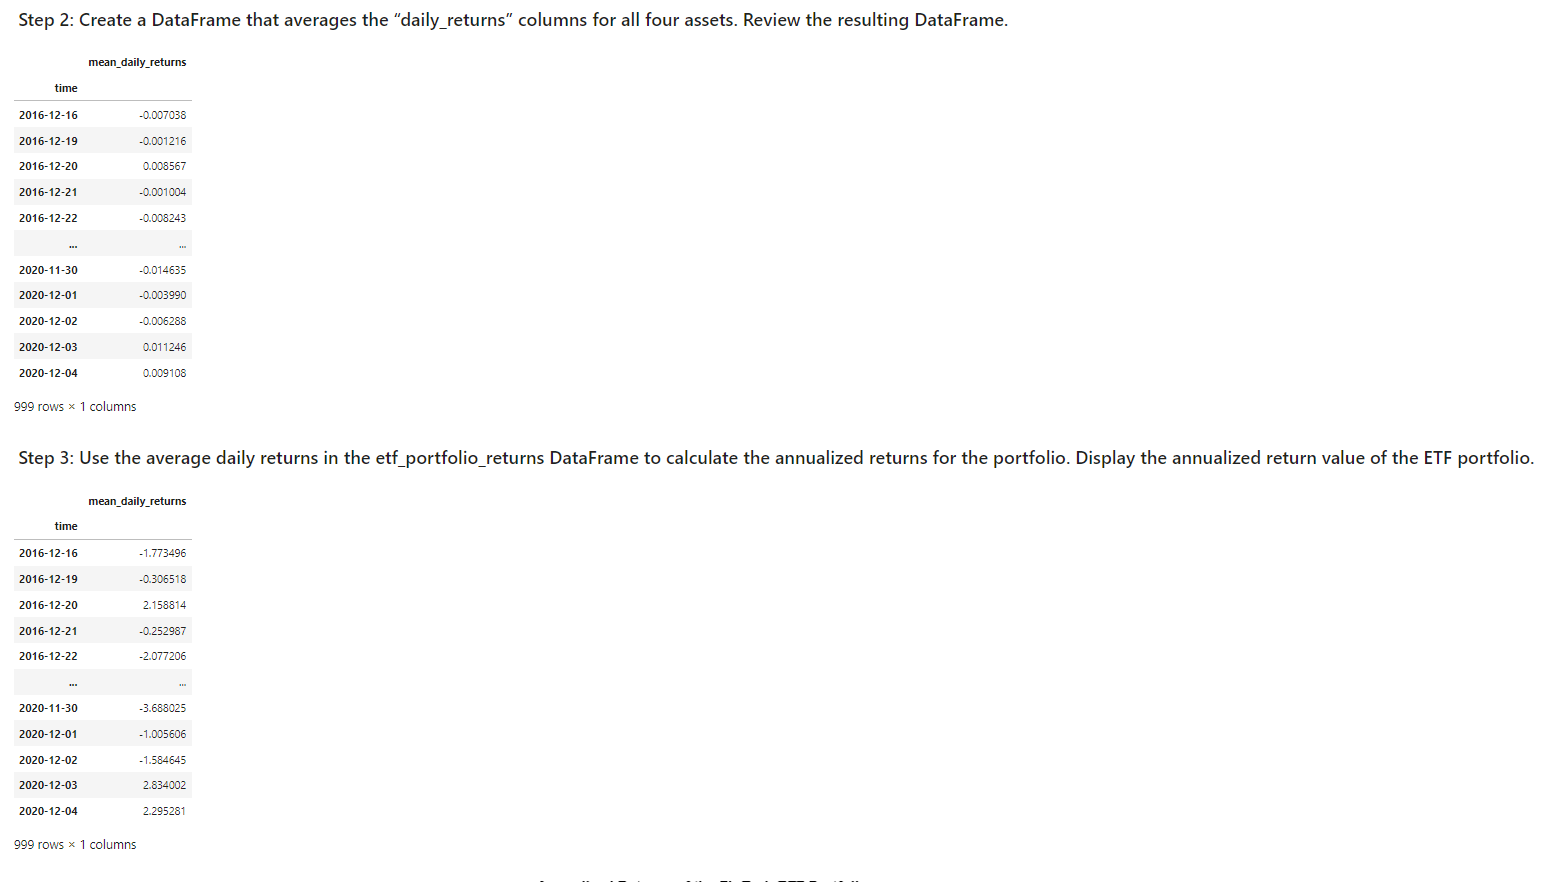 Step 2: Create a DataFrame that averages the “daily_returns” columns for all four assets. Review the resulting DataFrame.
mean_daily_returns
time
2016-12-16 -0.007038
2016-12-19 -0.001216
2016-12-20 0.008567
2016-12-21 -0.001004
2016-12-22 -0.008243
... ...
2020-11-30 -0.014635
2020-12-01 -0.003990
2020-12-02 -0.006288
2020-12-03 0.011246
2020-12-04 0.009108
999 rows × 1 columns
Step 3: Use the average daily returns in the etf_portfolio_returns DataFrame to calculate the annualized returns for the portfolio. Display the annualized return value of the ETF portfolio.
mean_daily_returns
time
2016-12-16 -1.773496
2016-12-19 -0.306518
2016-12-20 2.158814
2016-12-21 -0.252987
2016-12-22 -2.077206
... ...
2020-11-30 -3.688025
2020-12-01 -1.005606
2020-12-02 -1.584645
2020-12-03 2.834002
2020-12-04 2.295281
999 rows × 1 columns